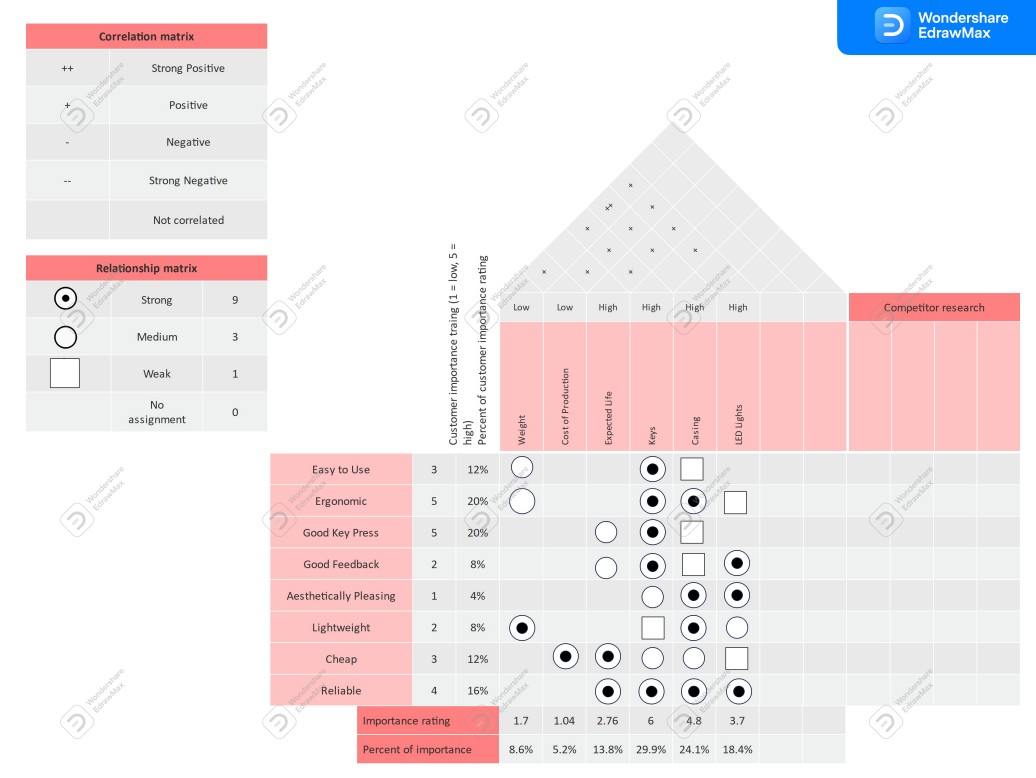 Wondershare
EdrawMax
Correlation matrix
++ Strong Positive
+ Positive
- Negative
-- Strong Negative
Not correlated
Relationship matrix
Strong 9
Medium 3
Weak 1
No
assignment 0
Customer importance traing (1 = low, 5 =
high)
Percent of customer importance rating
Low Low High High High High
Competitor research
Weight
Cost of Production
Expected Life
Keys
Casing
LED Lights
Easy to Use 3 12%
Ergonomic 5 20%
Good Key Press 5 20%
Good Feedback 2 8%
Aesthetically Pleasing 1 4%
Lightweight 2 8%
Cheap 3 12%
Reliable 4 16%
Importance rating 1.7 1.04 2.76 6 4.8 3.7
Percent of importance 8.6% 5.2% 13.8% 29.9% 24.1% 18.4%